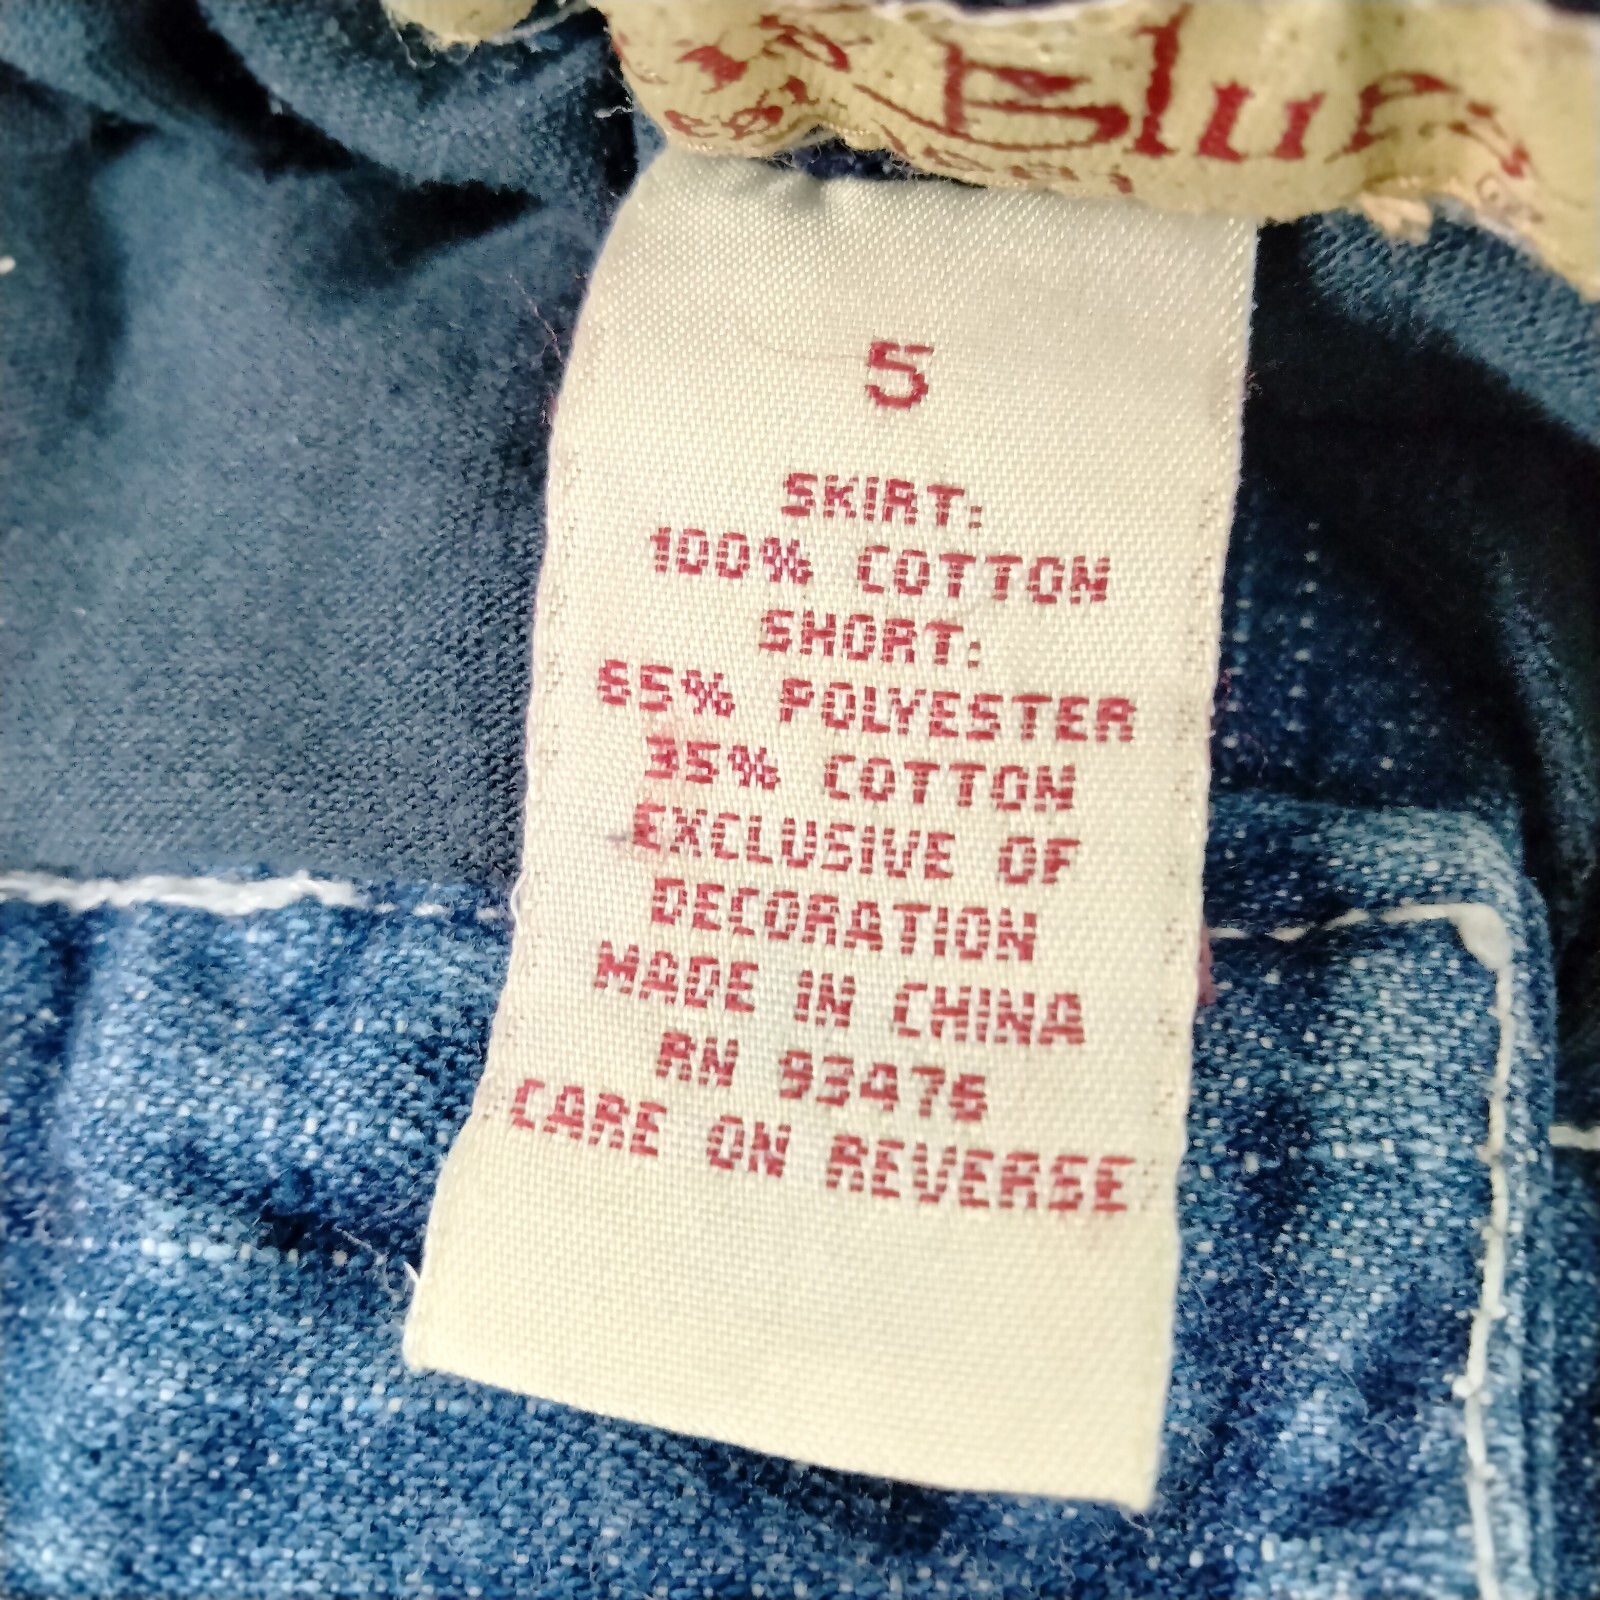 Blue
5
SKIRT:
100% COTTON
SHORT:
65% POLYESTER
35% COTTON
EXCLUSIVE OF
DECORATION
MADE IN CHINA
RN 93476
CARE ON REVERSE